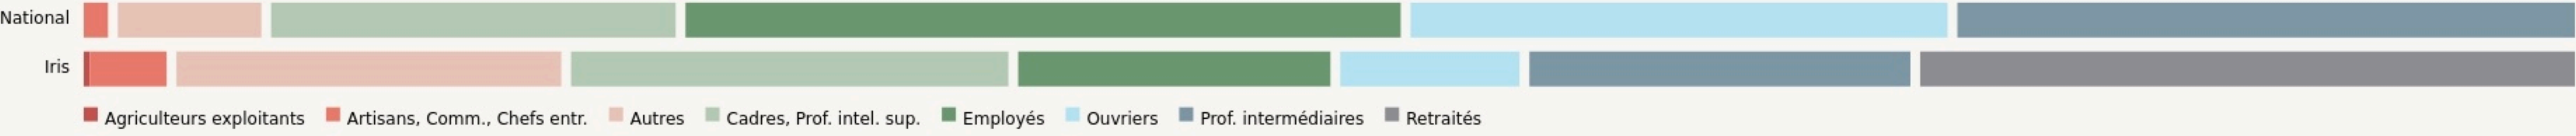 National
Iris
Agriculteurs exploitants Artisans, Comm., Chefs entr. Autres Cadres, Prof. intel. sup. Employés Ouvriers Prof. intermédiaires Retraités